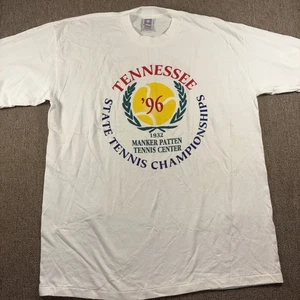 TENNESSEE
'96
1932
MANKER PATTEN
TENNIS CENTER
STATE TENNIS CHAMPIONSHIPS